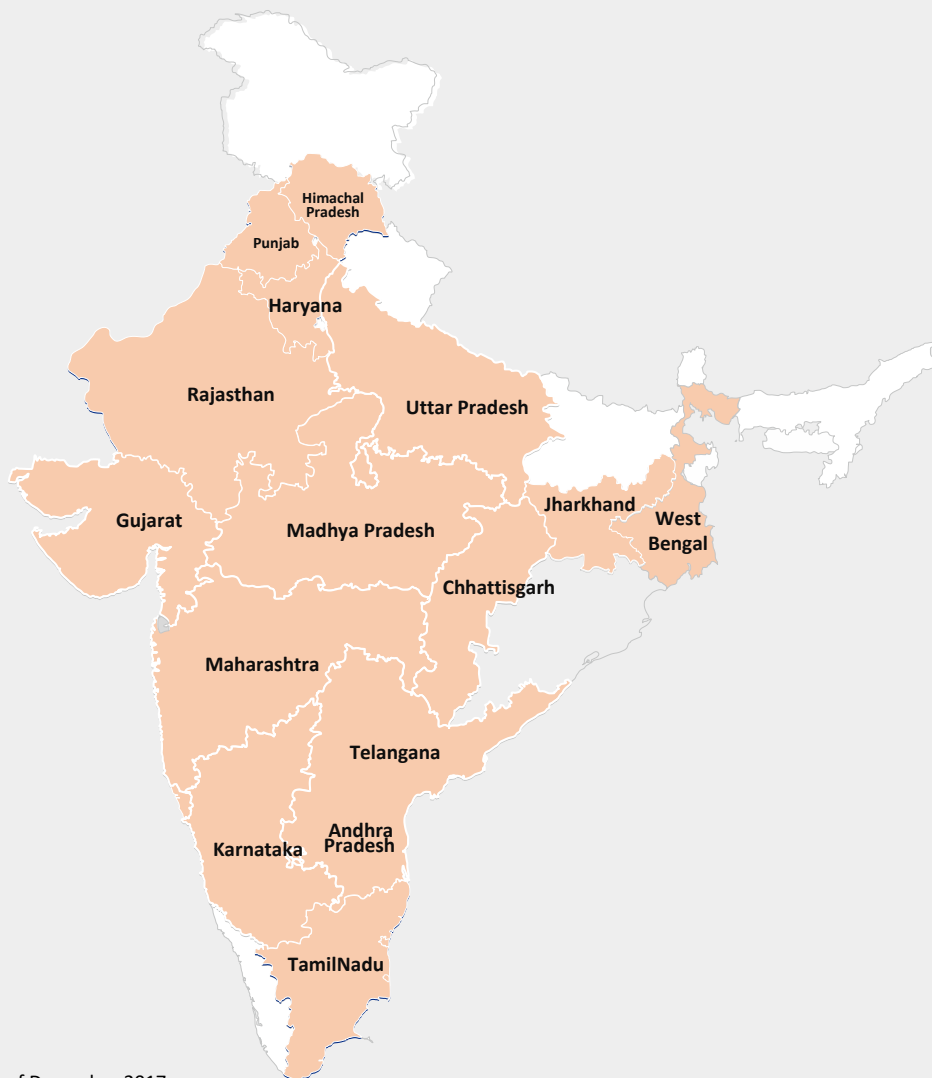 Himachal
Pradesh
Punjab
Haryana
Rajasthan
Uttar Pradesh
Gujarat
Madhya Pradesh
Jharkhand
West
Bengal
Chhattisgarh
Maharashtra
Telangana
Andhra
Pradesh
Karnataka
TamilNadu